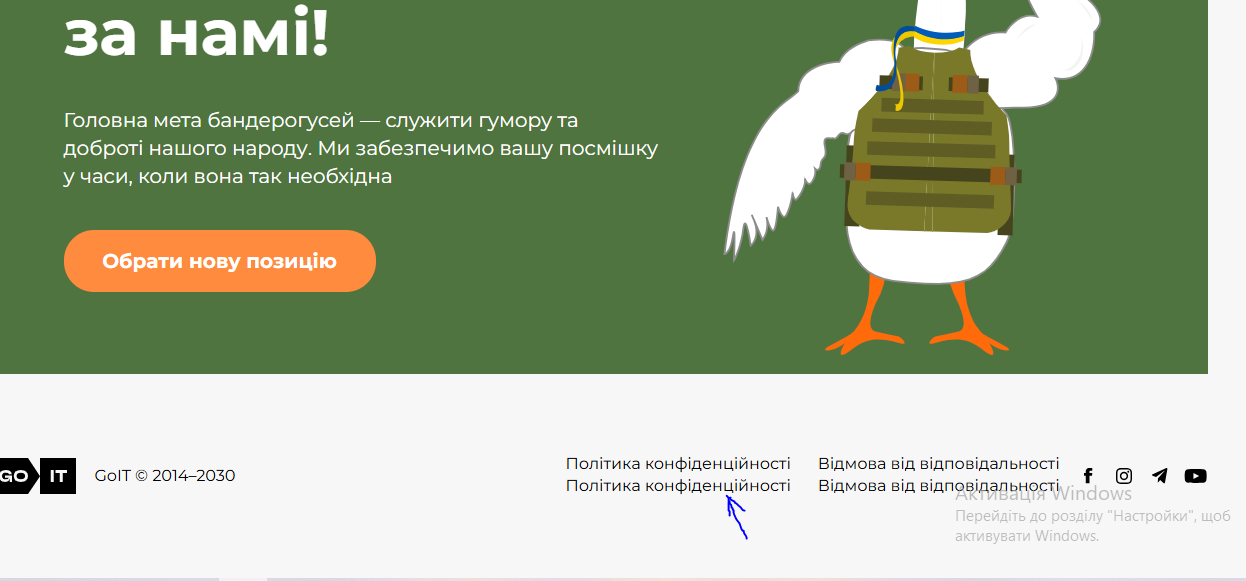 за намі!
Головна мета бандерогусей — служити гумору та
доброті нашого народу. Ми забезпечимо вашу посмішку
у часи, коли вона так необхідна
Обрати нову позицію
GO IT
GoIT © 2014–2030
Політика конфіденційності
Відмова від відповідальності
Політика конфіденційності
Відмова від відповідальності
Активація Windows
Перейдіть до розділу "Настройки", щоб
активувати Windows.